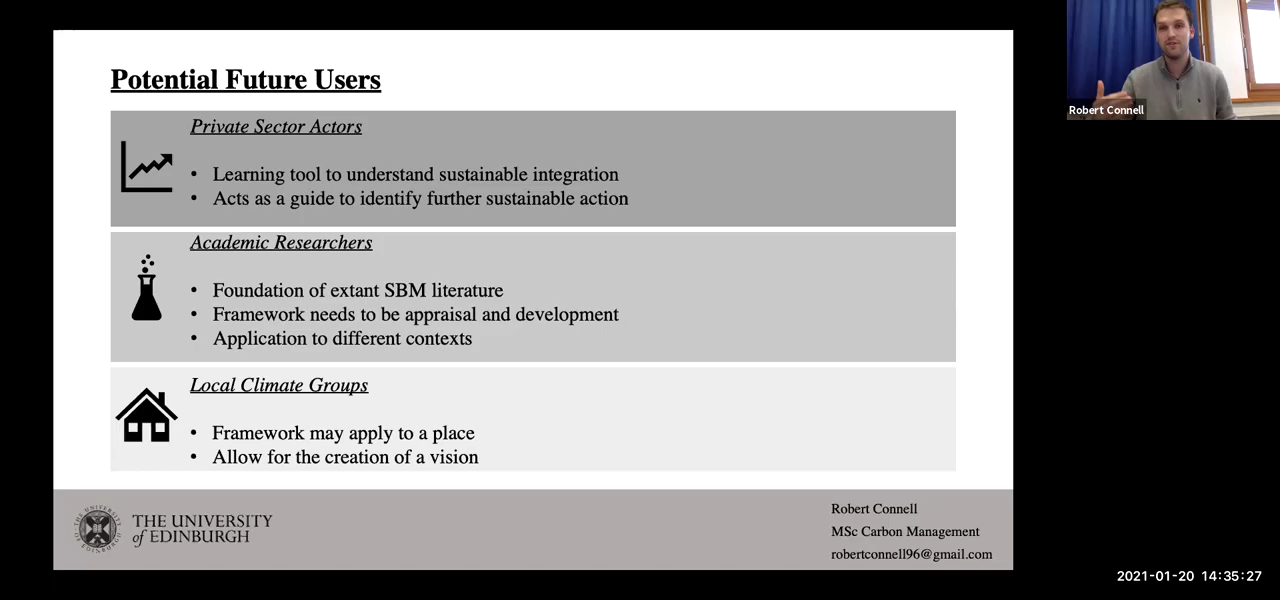 Potential Future Users
Private Sector Actors
• Learning tool to understand sustainable integration
• Acts as a guide to identify further sustainable action
Academic Researchers
• Foundation of extant SBM literature
• Framework needs to be appraisal and development
• Application to different contexts
Local Climate Groups
• Framework may apply to a place
• Allow for the creation of a vision
THE UNIVERSITY
of EDINBURGH
Robert Connell
MSc Carbon Management
robertconnell96@gmail.com
Robert Connell
2021-01-20 14:35:27